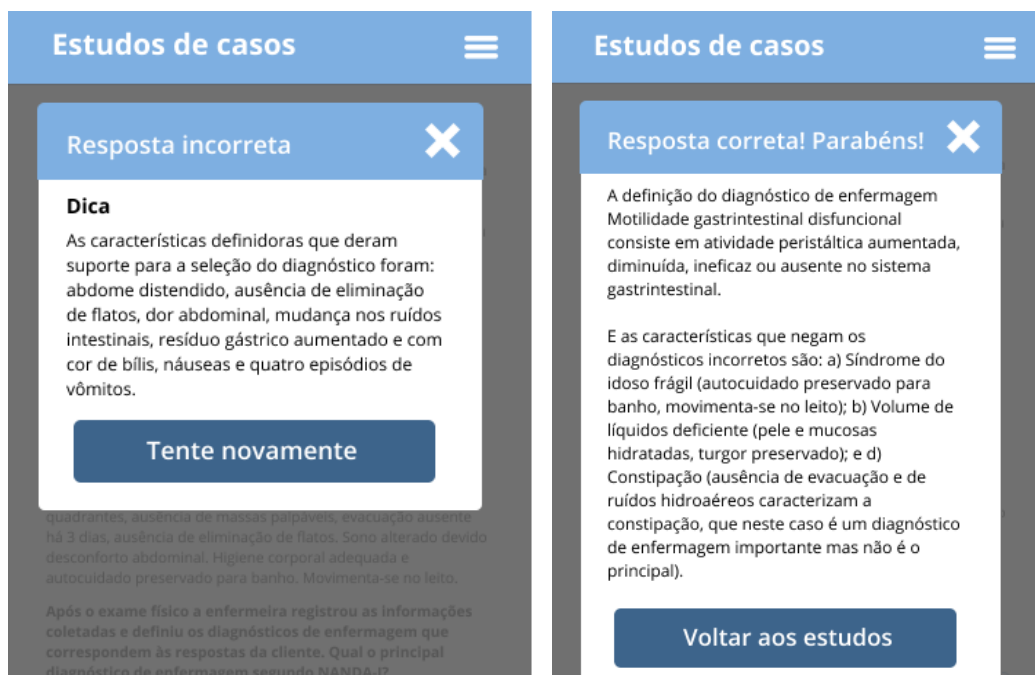 Estudos de casos
Resposta incorreta
Dica
As características definidoras que deram
suporte para a seleção do diagnóstico foram:
abdome distendido, ausência de eliminação
de flatos, dor abdominal, mudança nos ruídos
intestinais, resíduo gástrico aumentado e com
cor de bílis, náuseas e quatro episódios de
vômitos.
Tente novamente
quadrantes, ausência de massas palpáveis, evacuação ausente
há 3 dias, ausência de eliminação de flatos. Sono alterado devido
desconforto abdominal. Higiene corporal adequada e
autocuidado preservado para banho. Movimenta-se no leito.
Após o exame físico a enfermeira registrou as informações
coletadas e definiu os diagnósticos de enfermagem que
correspondem às respostas da cliente. Qual o principal
diagnóstico de enfermagem segundo NANDA-I?
Estudos de casos
Resposta correta! Parabéns!
A definição do diagnóstico de enfermagem
Motilidade gastrintestinal disfuncional
consiste em atividade peristáltica aumentada,
diminuída, ineficaz ou ausente no sistema
gastrintestinal.
E as características que negam os
diagnósticos incorretos são: a) Síndrome do
idoso frágil (autocuidado preservado para
banho, movimenta-se no leito); b) Volume de
líquidos deficiente (pele e mucosas
hidratadas, turgor preservado); e d)
Constipação (ausência de evacuação e de
ruídos hidroaéreos caracterizam a
constipação, que neste caso é um diagnóstico
de enfermagem importante mas não é o
principal).
Voltar aos estudos